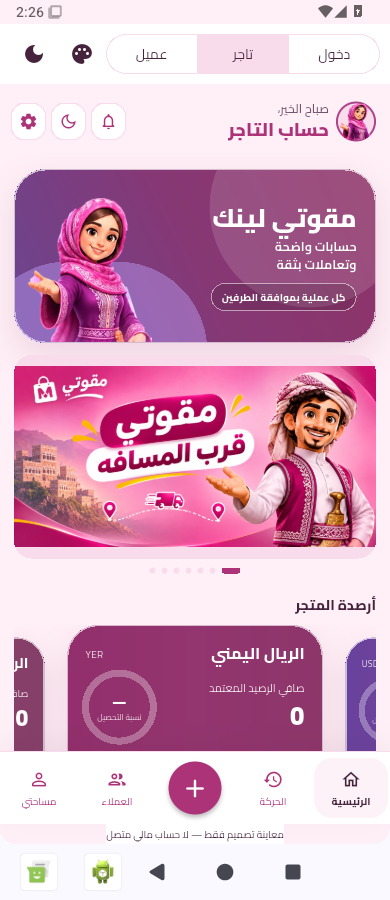 2:26
دخول
تاجر
عميل
صباح الخير،
حساب التاجر
مقوتي لينك
حسابات واضحة
وتعاملات بثقة
كل عملية بموافقة الطرفين
مقوتي
مقوتي
قرب المسافه
أرصدة المتجر
الريال اليمني
YER
صافي الرصيد المعتمد
0
—
نسبة التحصيل
USD
الر
صافي
0
الرئيسية
الحركة
+
العملاء
مساحتي
معاينة تصميم فقط — لا حساب مالي متصل